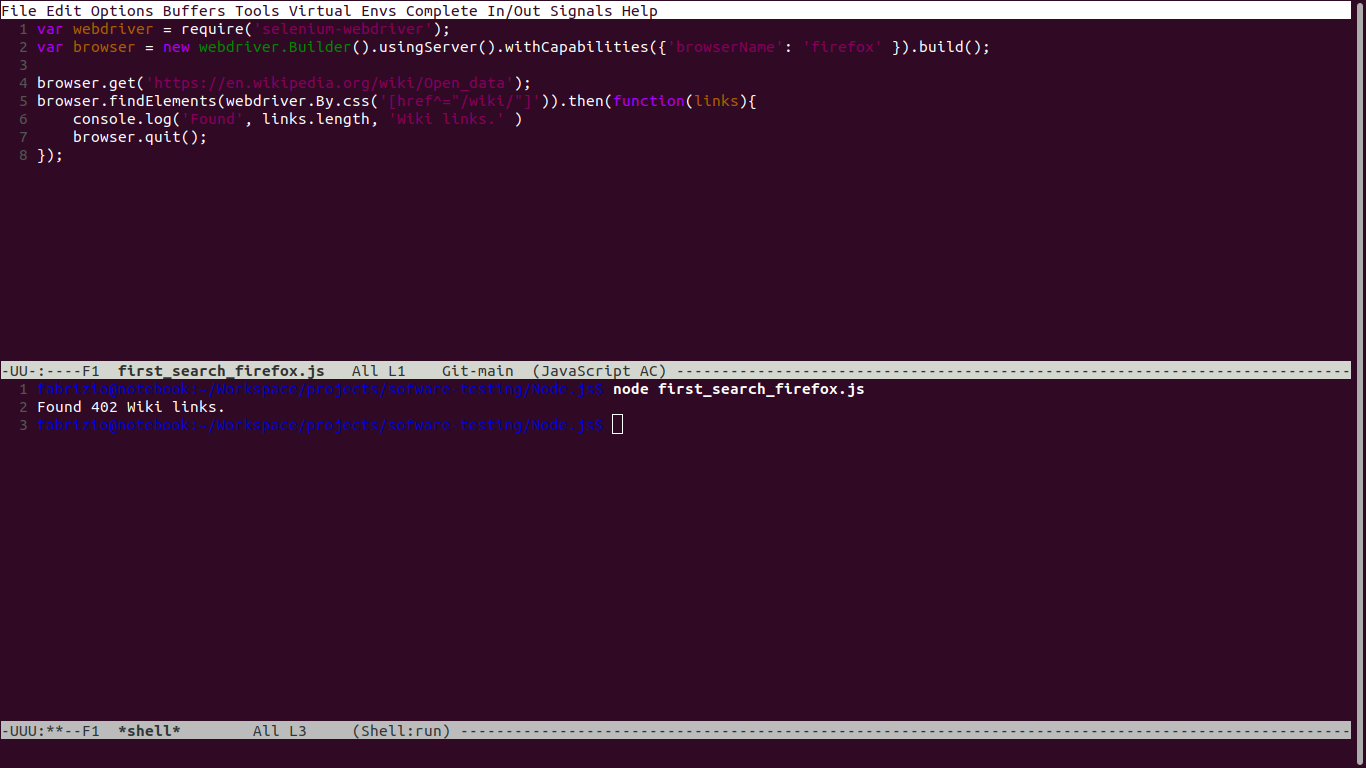 File Edit Options Buffers Tools Virtual Envs Complete In/Out Signals Help
1 var webdriver = require('selenium-webdriver');
2 var browser = new webdriver.Builder().usingServer().withCapabilities({'browserName': 'firefox' }).build();
3
4 browser.get('https://en.wikipedia.org/wiki/Open_data');
5 browser.findElements(webdriver.By.css('[href^="/wiki/"]')).then(function(links){
6     console.log('Found', links.length, 'Wiki links.' )
7     browser.quit();
8 });
-UU-:----F1  first_search_firefox.js   All L1    Git-main  (JavaScript AC) ---------------------------------------------------------------------------
1 fabrizio@notebook:~/Workspace/projects/sofware-testing/Node.js$ node first_search_firefox.js
2 Found 402 Wiki links.
3 fabrizio@notebook:~/Workspace/projects/sofware-testing/Node.js$
-UUU:**--F1  *shell*        All L3     (Shell:run) ---------------------------------------------------------------------------------------------------